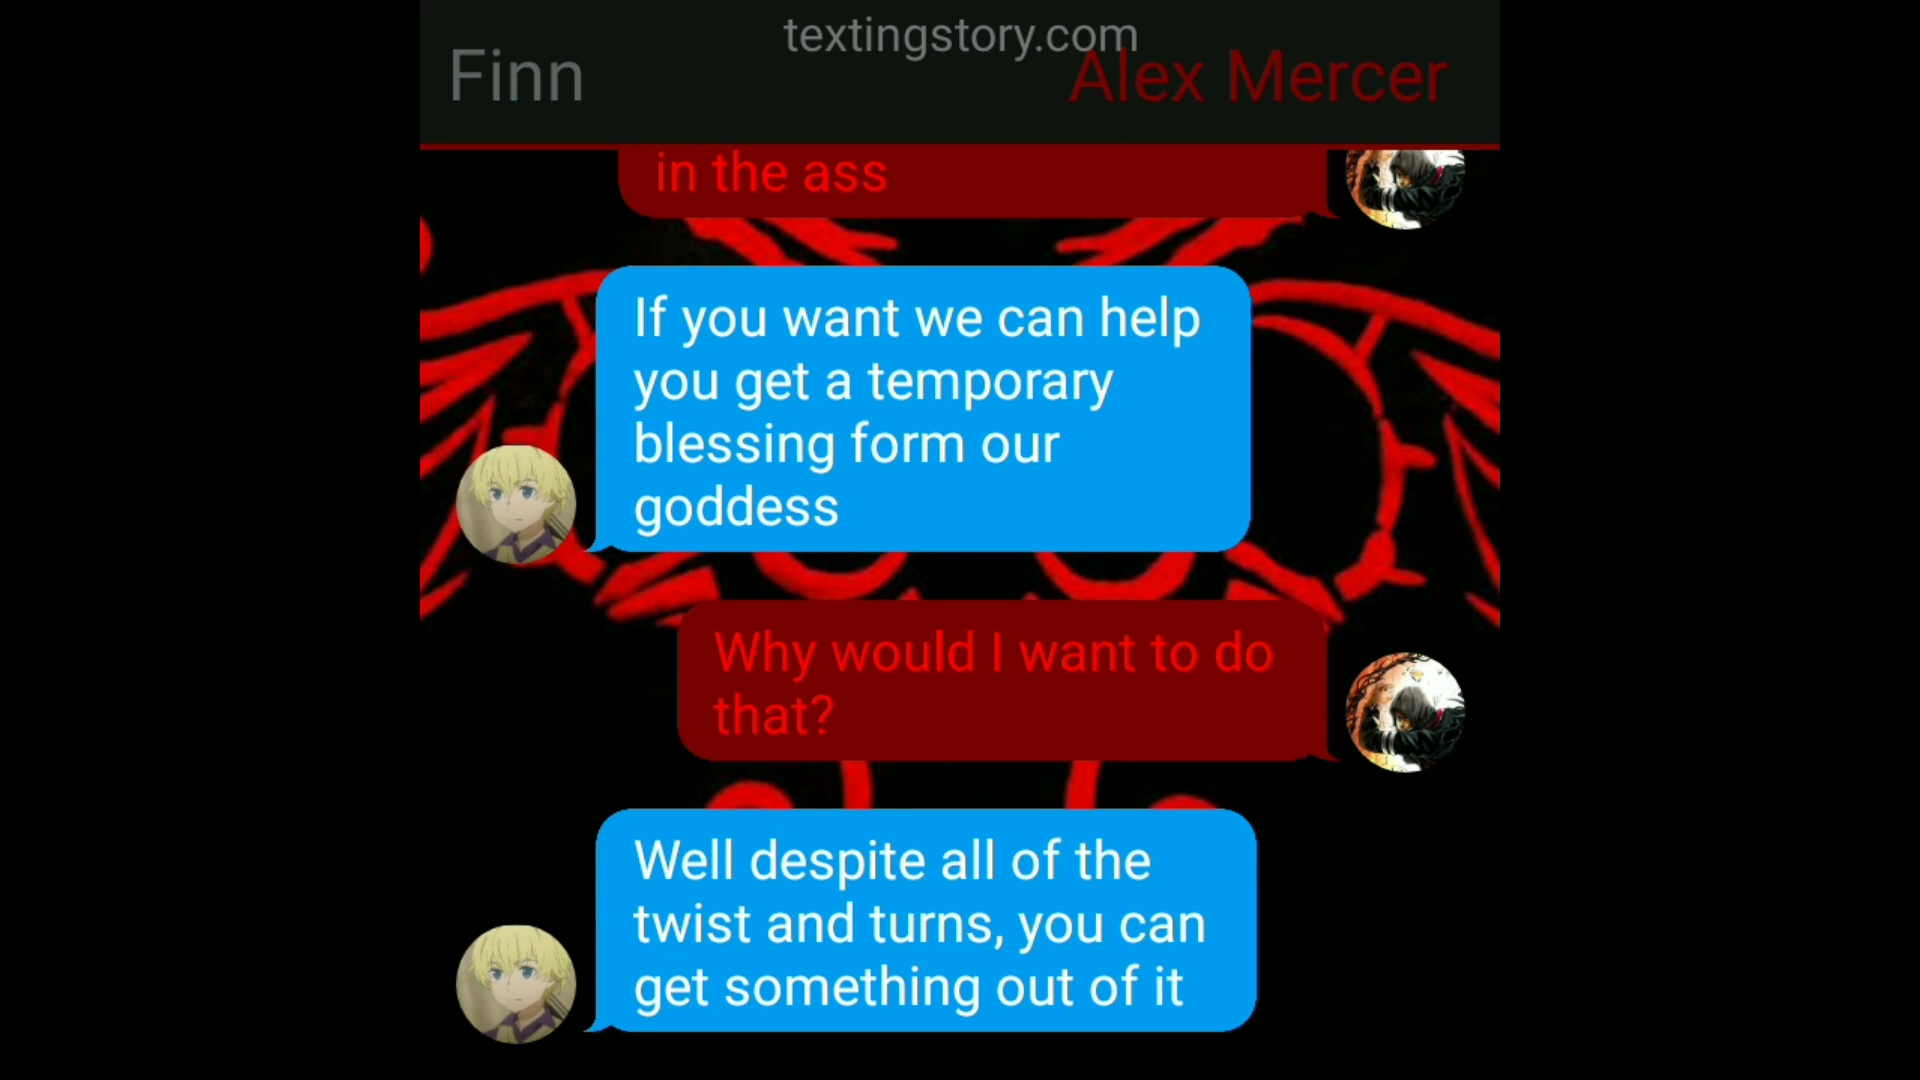 textingstory.com
Finn
Alex Mercer
in the ass
If you want we can help
you get a temporary
blessing form our
goddess
Why would I want to do
that?
Well despite all of the
twist and turns, you can
get something out of it